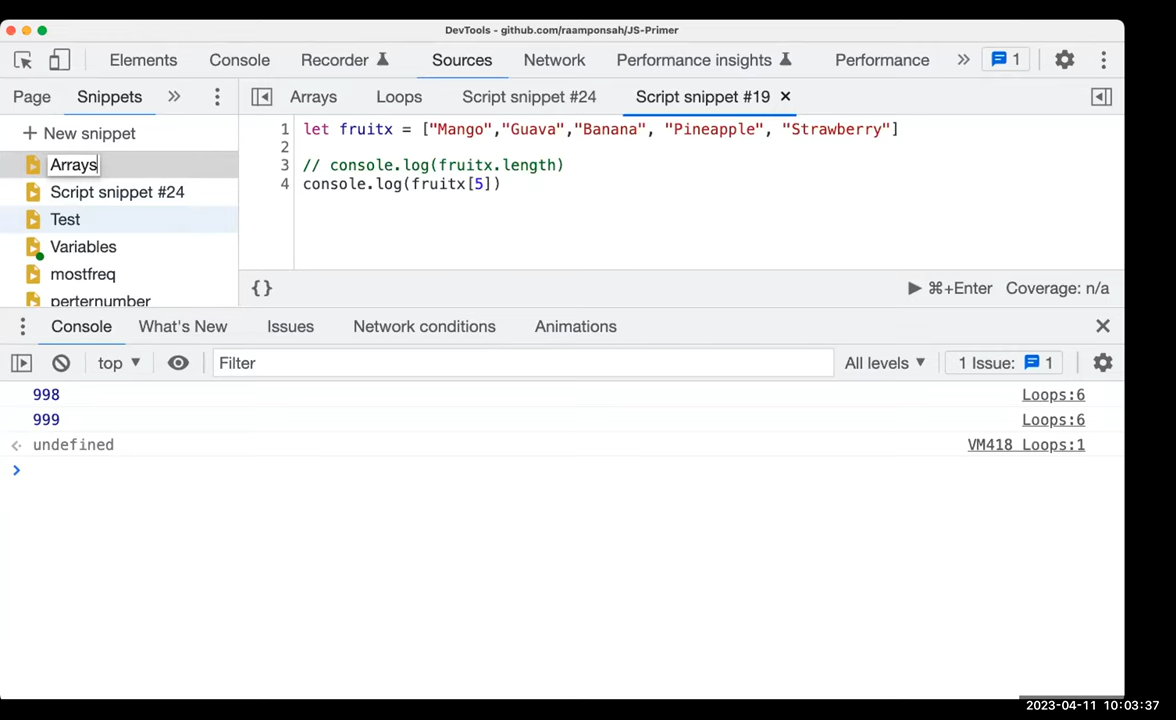 DevTools - github.com/raamponsah/JS-Primer
Elements Console Recorder Sources Network Performance insights Performance » 1
Page Snippets » Arrays Loops Script snippet #24 Script snippet #19 ×
+ New snippet
Arrays
Script snippet #24
Test
Variables
mostfreq
perternumber
1 let fruitx = ["Mango","Guava","Banana", "Pineapple", "Strawberry"]
2
3 // console.log(fruitx.length)
4 console.log(fruitx[5])
{} ⌘+Enter Coverage: n/a
Console What's New Issues Network conditions Animations ×
top ▼ Filter All levels ▼ 1 Issue: 1
998 Loops:6
999 Loops:6
undefined VM418 Loops:1
>
2023-04-11 10:03:37